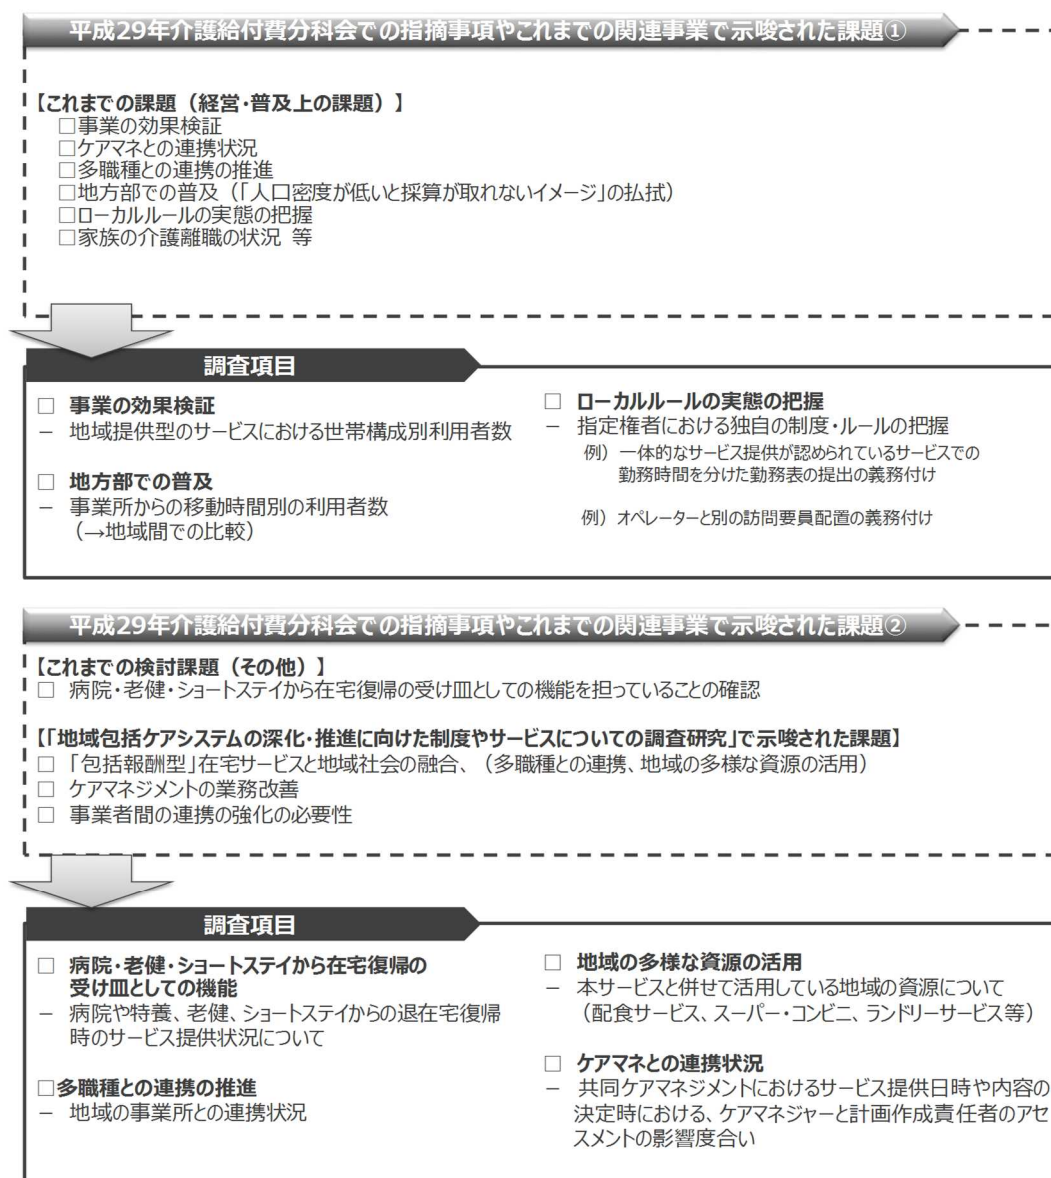 平成29年介護給付費分科会での指摘事項やこれまでの関連事業で示唆された課題①
【これまでの課題（経営・普及上の課題）】
□事業の効果検証
□ケアマネとの連携状況
□多職種との連携の推進
□地方部での普及（「人口密度が低いと採算が取れないイメージ」の払拭）
□ローカルルールの実態の把握
□家族の介護離職の状況 等
調査項目
□ 事業の効果検証
－ 地域提供型のサービスにおける世帯構成別利用者数
□ 地方部での普及
－ 事業所からの移動時間別の利用者数
（→地域間での比較）
□ ローカルルールの実態の把握
－ 指定権者における独自の制度・ルールの把握
例）一体的なサービス提供が認められているサービスでの
勤務時間を分けた勤務表の提出の義務付け
例）オペレーターと別の訪問要員配置の義務付け
平成29年介護給付費分科会での指摘事項やこれまでの関連事業で示唆された課題②
【これまでの検討課題（その他）】
□ 病院・老健・ショートステイから在宅復帰の受け皿としての機能を担っていることの確認
【「地域包括ケアシステムの深化・推進に向けた制度やサービスについての調査研究」で示唆された課題】
□ 「包括報酬型」在宅サービスと地域社会の融合、（多職種との連携、地域の多様な資源の活用）
□ ケアマネジメントの業務改善
□ 事業者間の連携の強化の必要性
調査項目
□ 病院・老健・ショートステイから在宅復帰の
受け皿としての機能
－ 病院や特養、老健、ショートステイからの退在宅復帰
時のサービス提供状況について
□多職種との連携の推進
－ 地域の事業所との連携状況
□ 地域の多様な資源の活用
－ 本サービスと併せて活用している地域の資源について
（配食サービス、スーパー・コンビニ、ランドリーサービス等）
□ ケアマネとの連携状況
－ 共同ケアマネジメントにおけるサービス提供日時や内容の
決定時における、ケアマネジャーと計画作成責任者のアセ
スメントの影響度合い